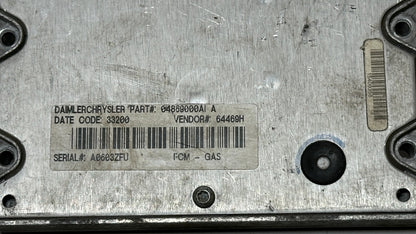 DAIMLERCHRYSLER PART#: 04869000AI A
DATE CODE: 33200 VENDOR#: 64469H
SERIAL#: A0603ZFU FCM - GAS